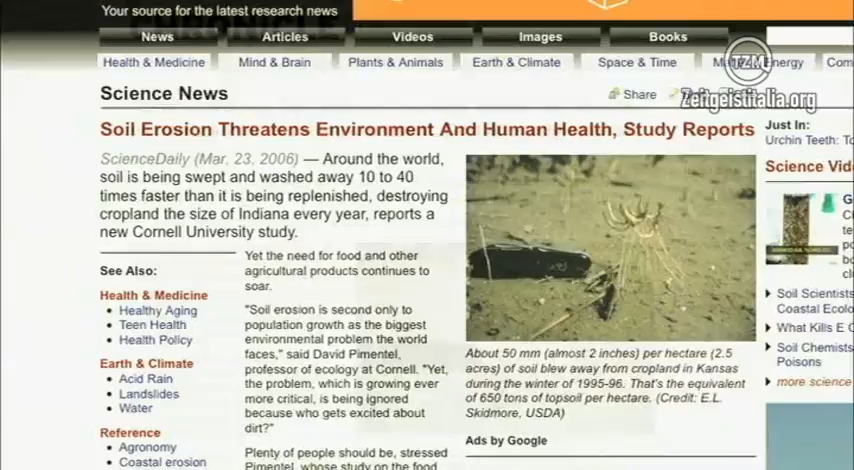 Your source for the latest research news
News Articles Videos Images Books
Health & Medicine Mind & Brain Plants & Animals Earth & Climate Space & Time Energy Com
TZM
Zeitgeistitalia.org
Science News
Share
Soil Erosion Threatens Environment And Human Health, Study Reports
ScienceDaily (Mar. 23, 2006) — Around the world,
soil is being swept and washed away 10 to 40
times faster than it is being replenished, destroying
cropland the size of Indiana every year, reports a
new Cornell University study.
Yet the need for food and other
agricultural products continues to
soar.
"Soil erosion is second only to
population growth as the biggest
environmental problem the world
faces," said David Pimentel,
professor of ecology at Cornell. "Yet,
the problem, which is growing ever
more critical, is being ignored
because who gets excited about
dirt?"
Plenty of people should be, stressed
Pimentel, whose study on the food
See Also:
Health & Medicine
Healthy Aging
Teen Health
Health Policy
Earth & Climate
Acid Rain
Landslides
Water
Reference
Agronomy
Coastal erosion
About 50 mm (almost 2 inches) per hectare (2.5
acres) of soil blew away from cropland in Kansas
during the winter of 1995-96. That's the equivalent
of 650 tons of topsoil per hectare. (Credit: E.L.
Skidmore, USDA)
Ads by Google
Just In:
Urchin Teeth: To
Science Vid
Soil Scientists
Coastal Ecolo
What Kills E C
Soil Chemists
Poisons
more science